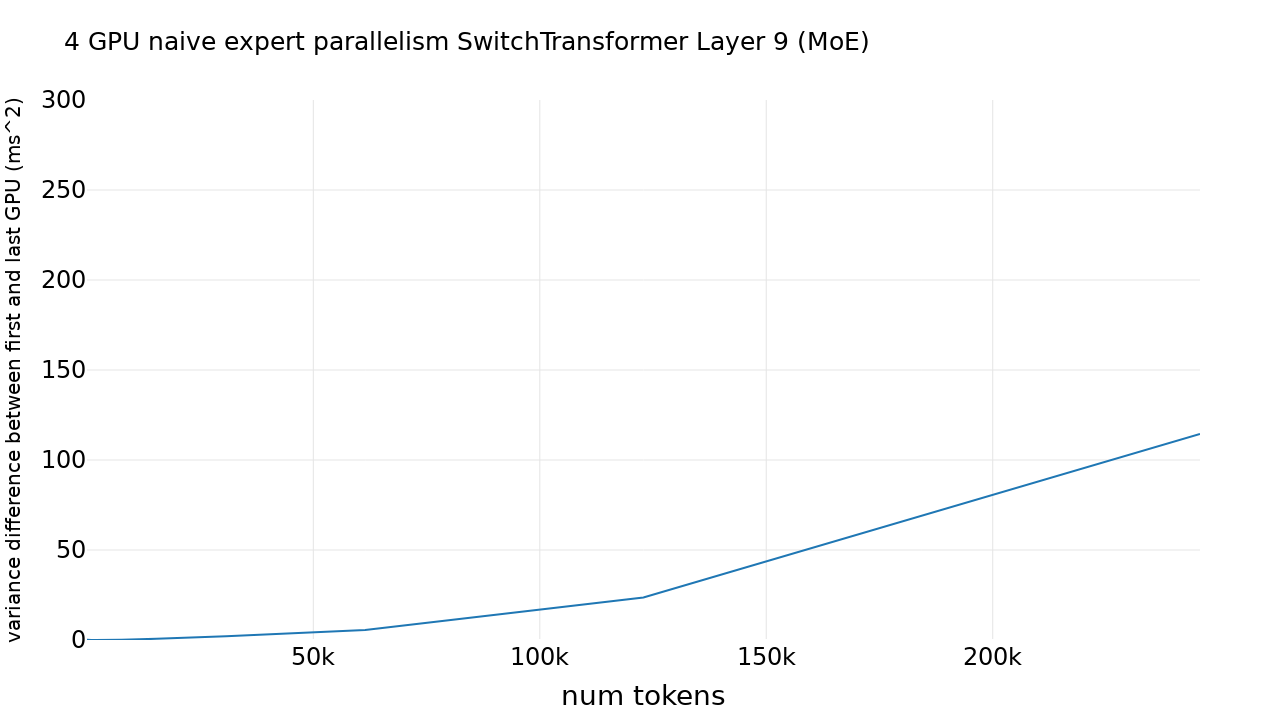 4 GPU naive expert parallelism SwitchTransformer Layer 9 (MoE)
variance difference between first and last GPU (ms^2)
300
250
200
150
100
50
0
50k
100k
150k
200k
num tokens